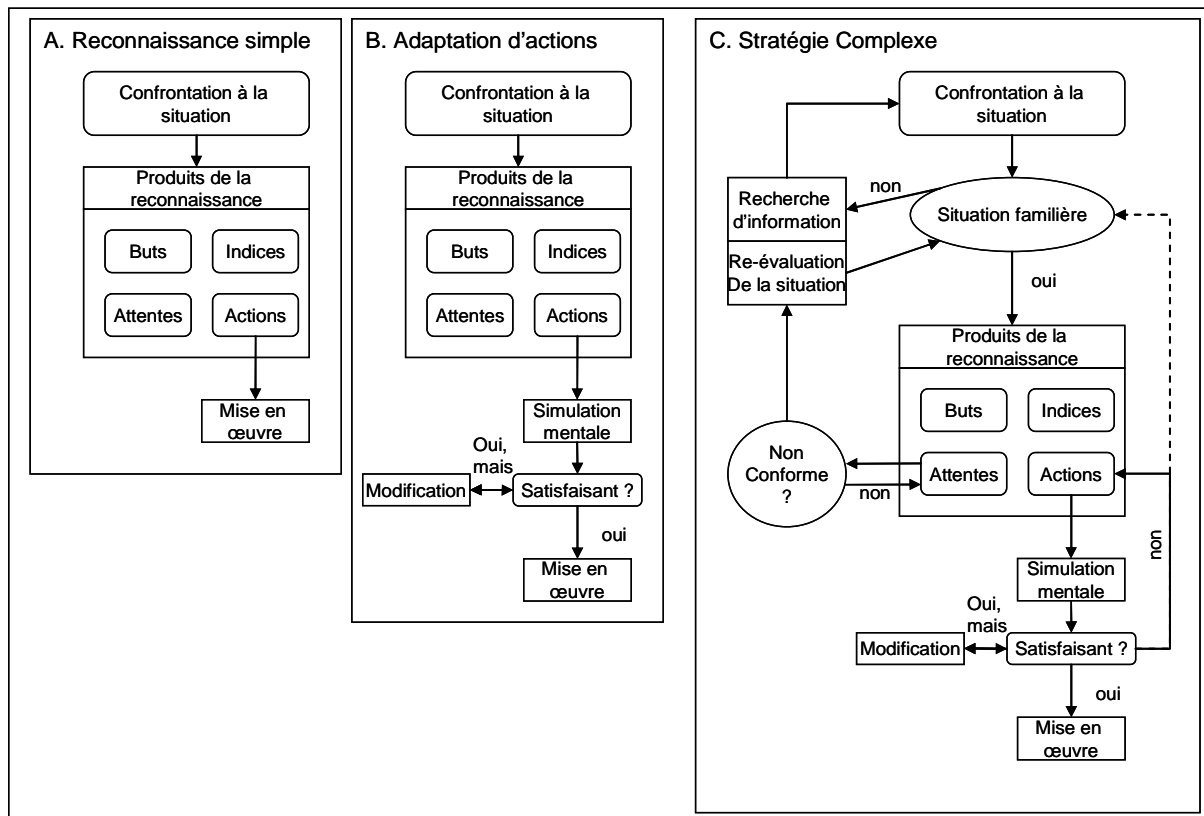 A. Reconnaissance simple
Confrontation à la
situation
Produits de la
reconnaissance
Buts
Indices
Attentes
Actions
Mise en
œuvre
B. Adaptation d'actions
Confrontation à la
situation
Produits de la
reconnaissance
Buts
Indices
Attentes
Actions
Simulation
mentale
Oui,
mais
Modification
Satisfaisant ?
oui
Mise en
œuvre
C. Stratégie Complexe
Confrontation à la
situation
non
Recherche
d'information
Situation familière
Re-évaluation
De la situation
oui
Produits de la
reconnaissance
Buts
Indices
Non
Conforme
?
Attentes
Actions
non
non
Simulation
mentale
Oui,
mais
Modification
Satisfaisant ?
oui
Mise en
œuvre